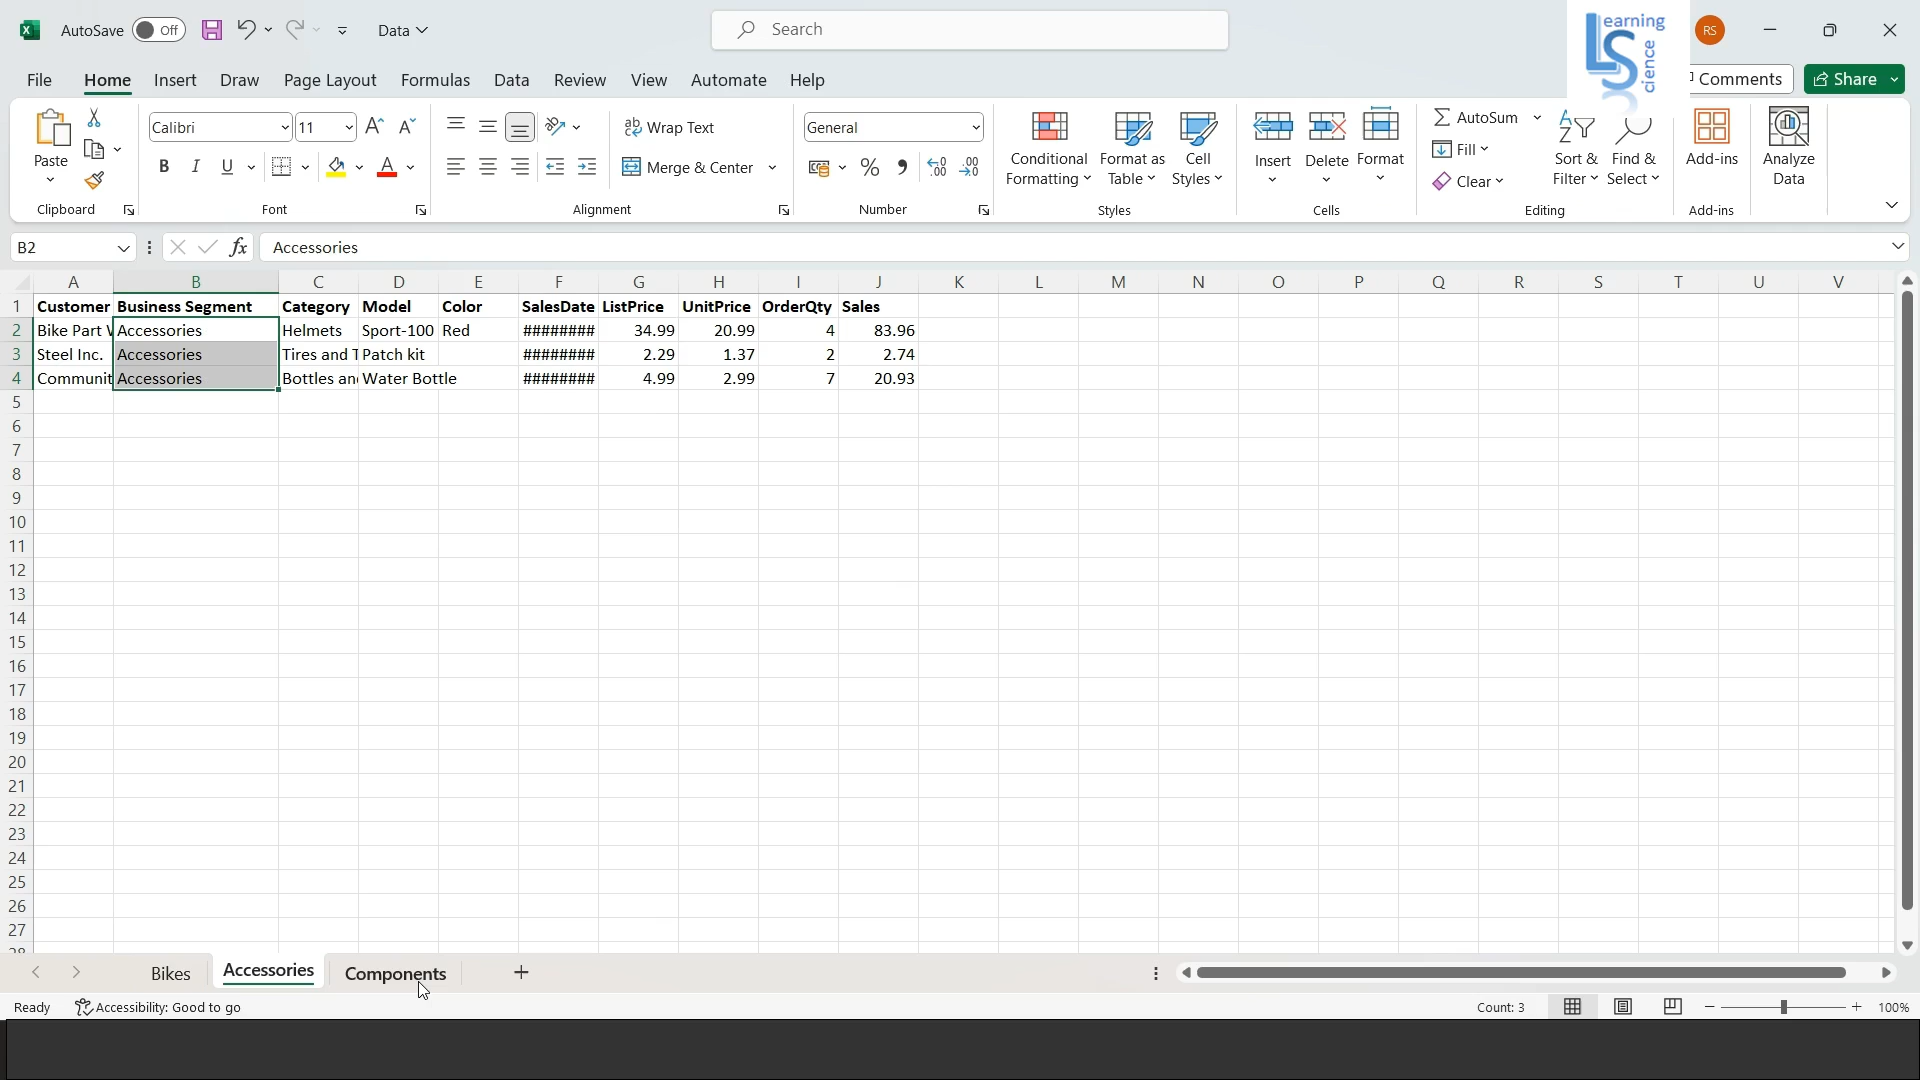 AutoSave Off Data Search RS
File Home Insert Draw Page Layout Formulas Data Review View Automate Help Comments Share
LS earning cience
Calibri 11 Wrap Text General AutoSum
Paste Merge & Center Conditional Formatting Format as Table Cell Styles Insert Delete Format Fill Clear Sort & Filter Find & Select Add-ins Analyze Data
Clipboard Font Alignment Number Styles Cells Editing Add-ins
B2 fx Accessories
A B C D E F G H I J K L M N O P Q R S T U V
1 Customer Business Segment Category Model Color SalesDate ListPrice UnitPrice OrderQty Sales
2 Bike Part Accessories Helmets Sport-100 Red ######## 34.99 20.99 4 83.96
3 Steel Inc. Accessories Tires and T Patch kit ######## 2.29 1.37 2 2.74
4 Communit Accessories Bottles an Water Bottle ######## 4.99 2.99 7 20.93
5
6
7
8
9
10
11
12
13
14
15
16
17
18
19
20
21
22
23
24
25
26
27
28
Bikes Accessories Components
Ready Accessibility: Good to go Count: 3 100%